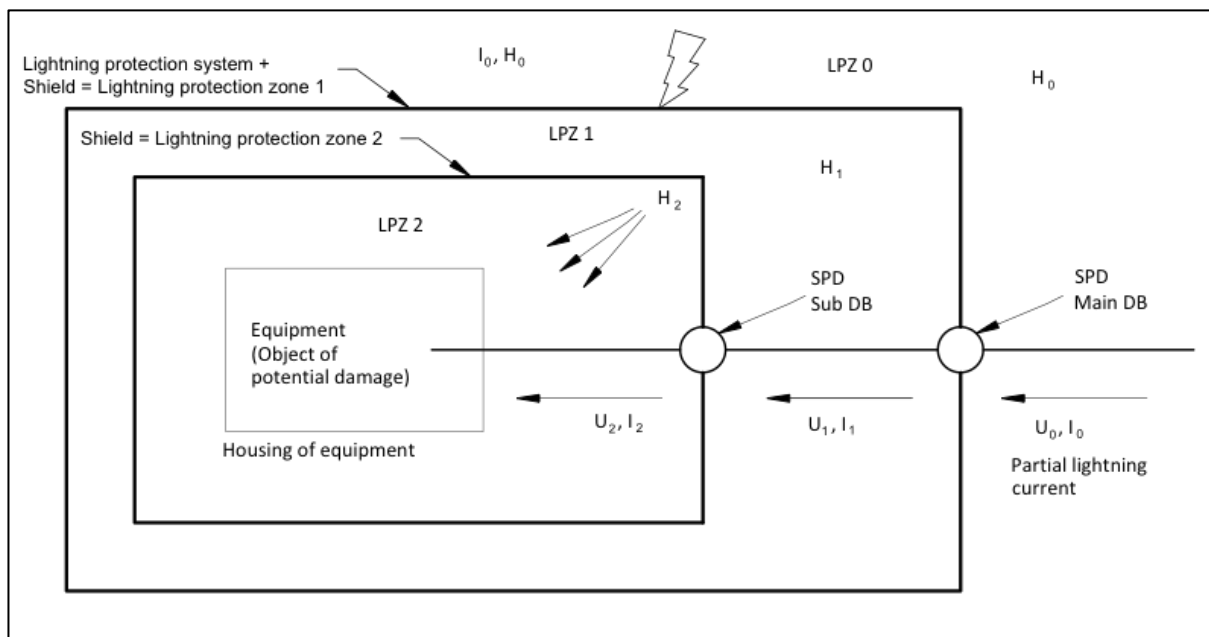 Lightning protection system +
Shield = Lightning protection zone 1
I₀, H₀
LPZ 0
H₀
Shield = Lightning protection zone 2
LPZ 1
H₁
H₂
LPZ 2
SPD
Sub DB
SPD
Main DB
Equipment
(Object of
potential damage)
U₂, I₂
U₁, I₁
U₀, I₀
Housing of equipment
Partial lightning
current